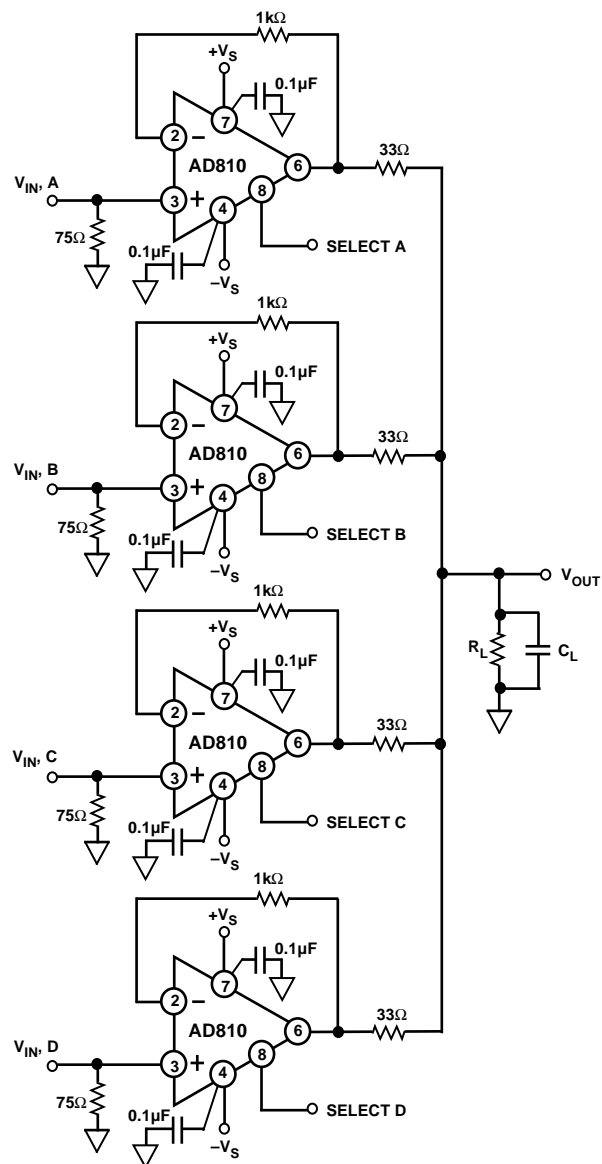 1kΩ
+VS
0.1µF
2
−
7
AD810
6
33Ω
VIN, A
3
+
4
8
75Ω
0.1µF
SELECT A
−VS
1kΩ
+VS
0.1µF
2
−
7
AD810
6
33Ω
VIN, B
3
+
4
8
75Ω
0.1µF
SELECT B
−VS
VOUT
1kΩ
RL
CL
+VS
0.1µF
2
−
7
AD810
6
33Ω
VIN, C
3
+
4
8
75Ω
0.1µF
SELECT C
−VS
1kΩ
+VS
0.1µF
2
−
7
AD810
6
33Ω
VIN, D
3
+
4
8
75Ω
0.1µF
SELECT D
−VS